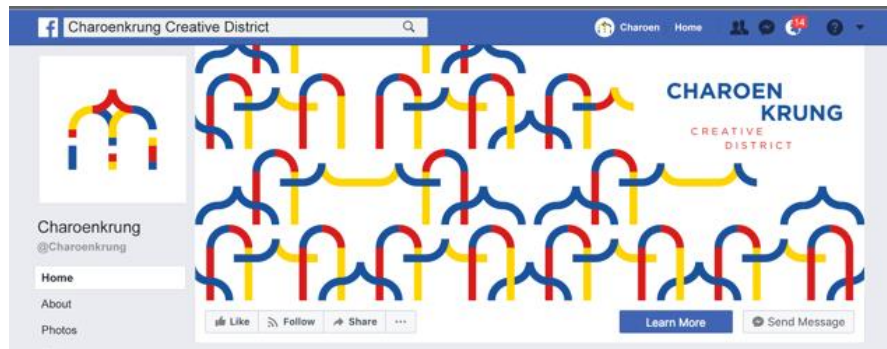 Charoenkrung Creative District
Charoen Home 14
CHAROEN
KRUNG
CREATIVE
DISTRICT
Charoenkrung
@Charoenkrung
Home
About
Photos
Like Follow Share ...
Learn More Send Message